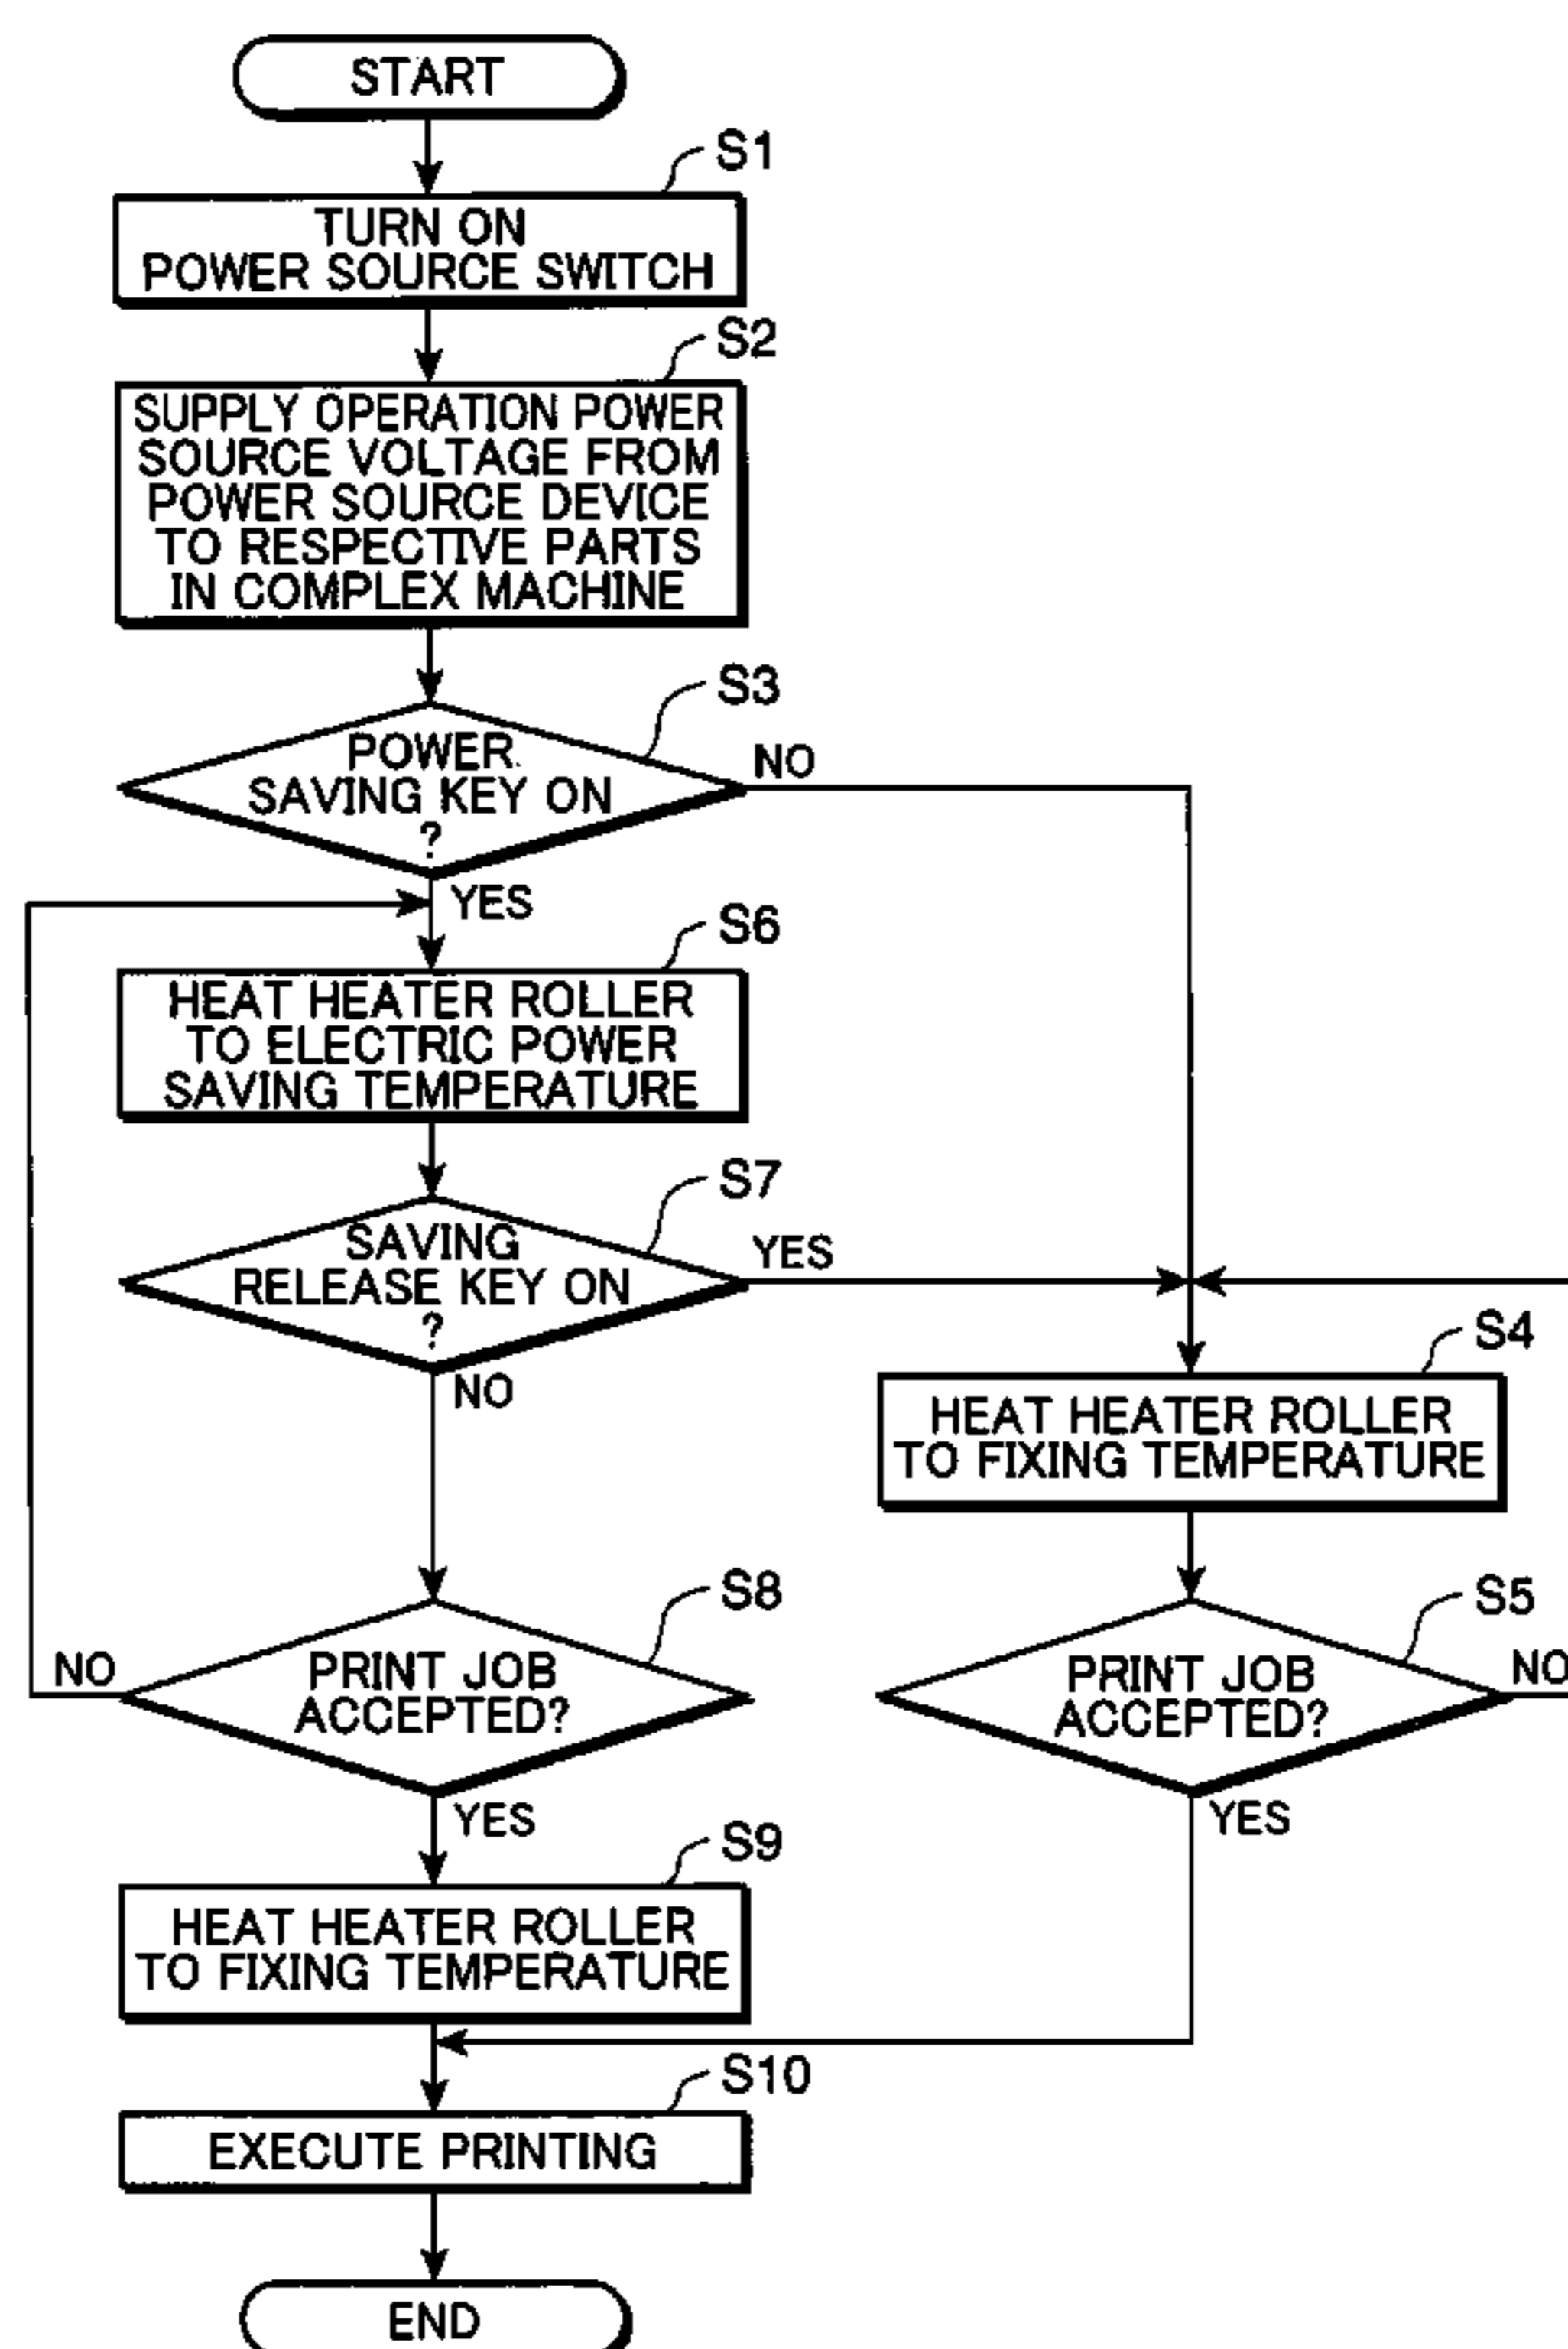 START
S1
TURN ON
POWER SOURCE SWITCH
S2
SUPPLY OPERATION POWER
SOURCE VOLTAGE FROM
POWER SOURCE DEVICE
TO RESPECTIVE PARTS
IN COMPLEX MACHINE
S3
POWER
SAVING KEY ON
?
NO
YES
S6
HEAT HEATER ROLLER
TO ELECTRIC POWER
SAVING TEMPERATURE
S7
SAVING
RELEASE KEY ON
?
YES
NO
S4
HEAT HEATER ROLLER
TO FIXING TEMPERATURE
S8
PRINT JOB
ACCEPTED?
NO
YES
S5
PRINT JOB
ACCEPTED?
NO
YES
S9
HEAT HEATER ROLLER
TO FIXING TEMPERATURE
S10
EXECUTE PRINTING
END